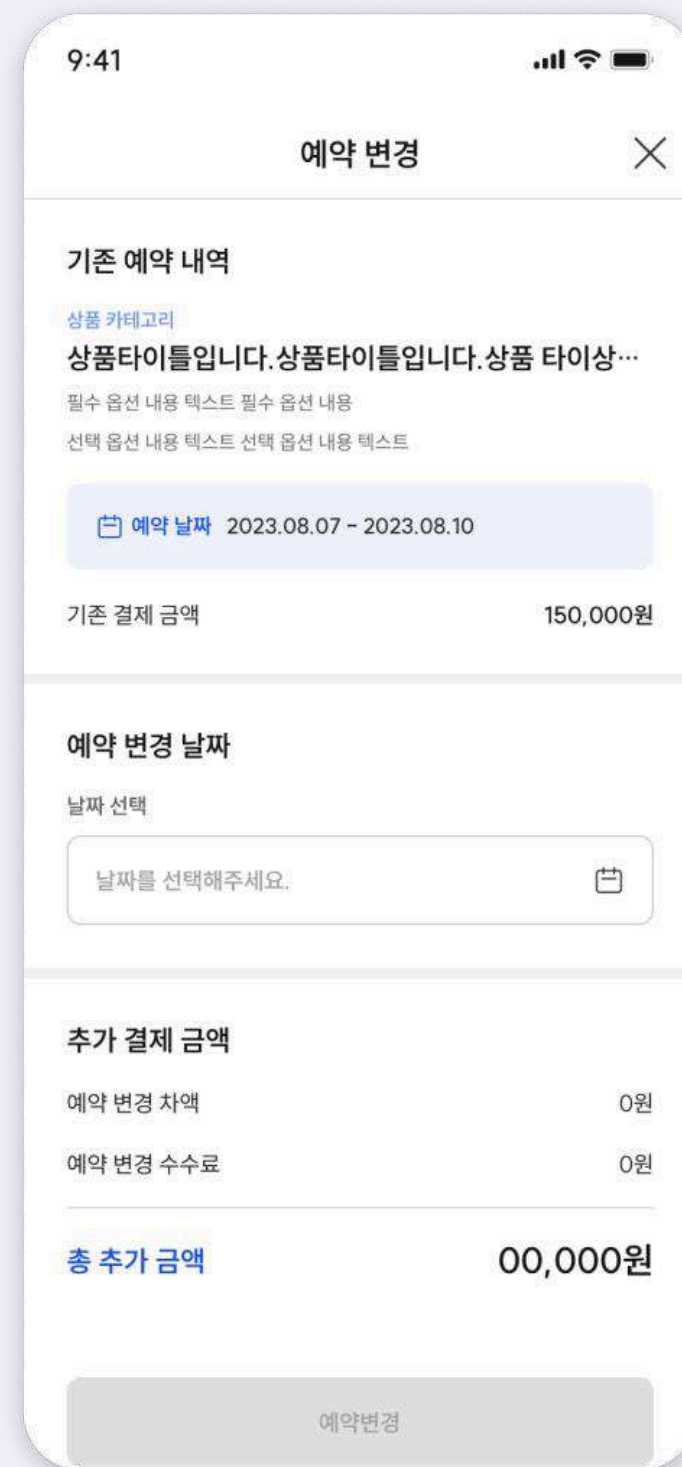 9:41
예약 변경
기존 예약 내역
상품 카테고리
상품타이틀입니다.상품타이틀입니다.상품 타이상…
필수 옵션 내용 텍스트 필수 옵션 내용
선택 옵션 내용 텍스트 선택 옵션 내용 텍스트
예약 날짜 2023.08.07 - 2023.08.10
기존 결제 금액 150,000원
예약 변경 날짜
날짜 선택
날짜를 선택해주세요.
추가 결제 금액
예약 변경 차액 0원
예약 변경 수수료 0원
총 추가 금액 00,000원
예약변경